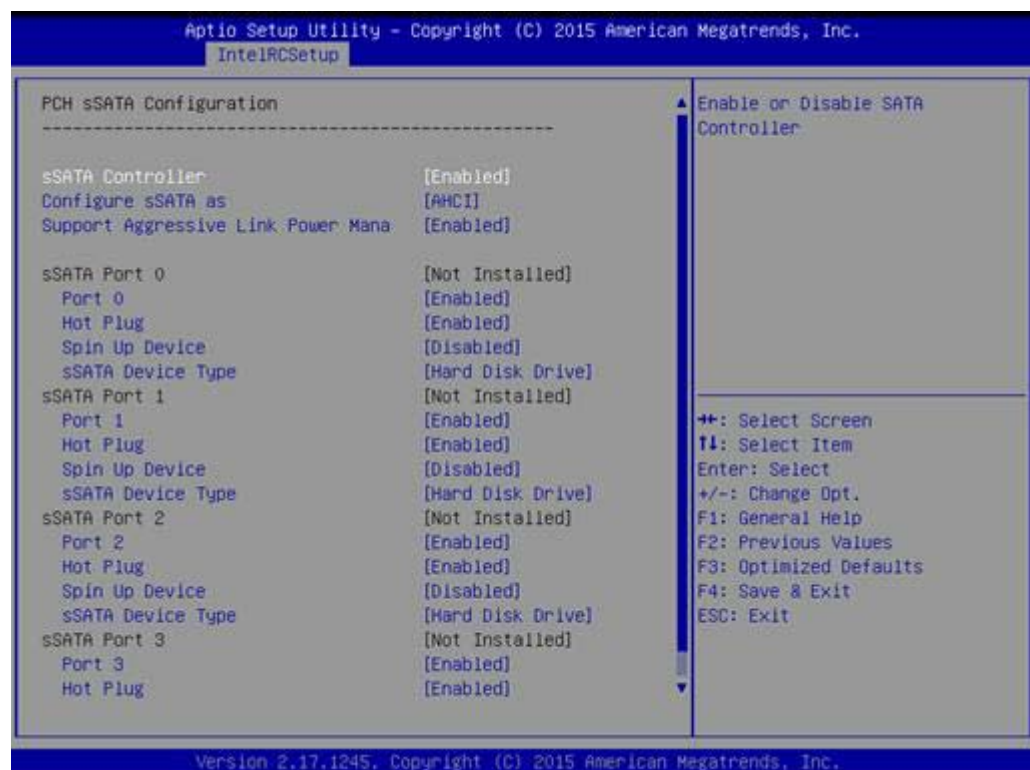 Aptio Setup Utility - Copyright (C) 2015 American Megatrends, Inc.
IntelRCSetup
PCH sSATA Configuration
--------------------------------------------------
sSATA Controller [Enabled]
Configure sSATA as [AHCI]
Support Aggressive Link Power Mana [Enabled]
sSATA Port 0 [Not Installed]
Port 0 [Enabled]
Hot Plug [Enabled]
Spin Up Device [Disabled]
sSATA Device Type [Hard Disk Drive]
sSATA Port 1 [Not Installed]
Port 1 [Enabled]
Hot Plug [Enabled]
Spin Up Device [Disabled]
sSATA Device Type [Hard Disk Drive]
sSATA Port 2 [Not Installed]
Port 2 [Enabled]
Hot Plug [Enabled]
Spin Up Device [Disabled]
sSATA Device Type [Hard Disk Drive]
sSATA Port 3 [Not Installed]
Port 3 [Enabled]
Hot Plug [Enabled]
Enable or Disable SATA
Controller
→←: Select Screen
↑↓: Select Item
Enter: Select
+/-: Change Opt.
F1: General Help
F2: Previous Values
F3: Optimized Defaults
F4: Save & Exit
ESC: Exit
Version 2.17.1245. Copyright (C) 2015 American Megatrends, Inc.